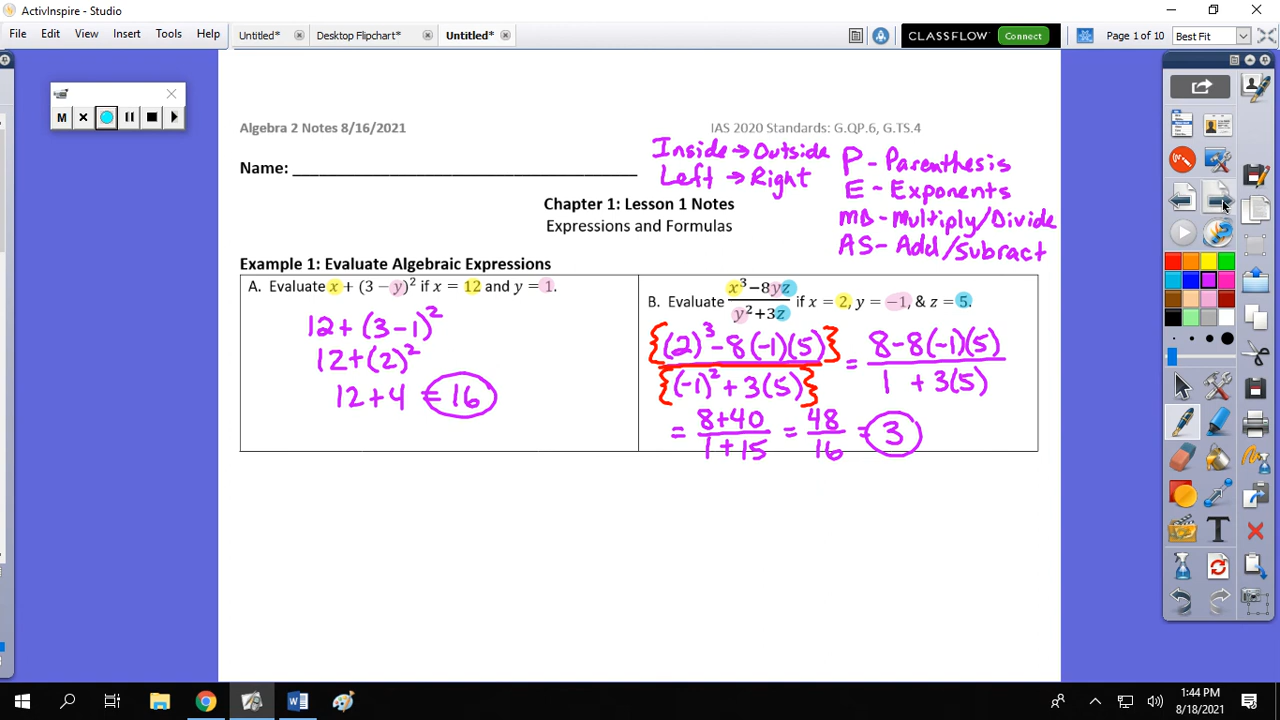 ActivInspire - Studio
File Edit View Insert Tools Help
Untitled* Desktop Flipchart* Untitled*
CLASSFLOW Connect
Page 1 of 10
Best Fit
M
Algebra 2 Notes 8/16/2021
IAS 2020 Standards: G.QP.6, G.TS.4
Inside → Outside
Left → Right
P - Parenthesis
E - Exponents
MD - Multiply/Divide
AS - Add/Subract
Name: ________________________________________
Chapter 1: Lesson 1 Notes
Expressions and Formulas
Example 1: Evaluate Algebraic Expressions
A. Evaluate x + (3 − y)² if x = 12 and y = 1.
12 + (3 - 1)²
12 + (2)²
12 + 4 = 16
B. Evaluate (x³−8yz)/(y²+3z) if x = 2, y = −1, & z = 5.
{(2)³ - 8(-1)(5)} / {(-1)² + 3(5)} = 8 - 8(-1)(5) / 1 + 3(5)
= 8+40 / 1+15 = 48/16 = 3
T
1:44 PM
8/18/2021